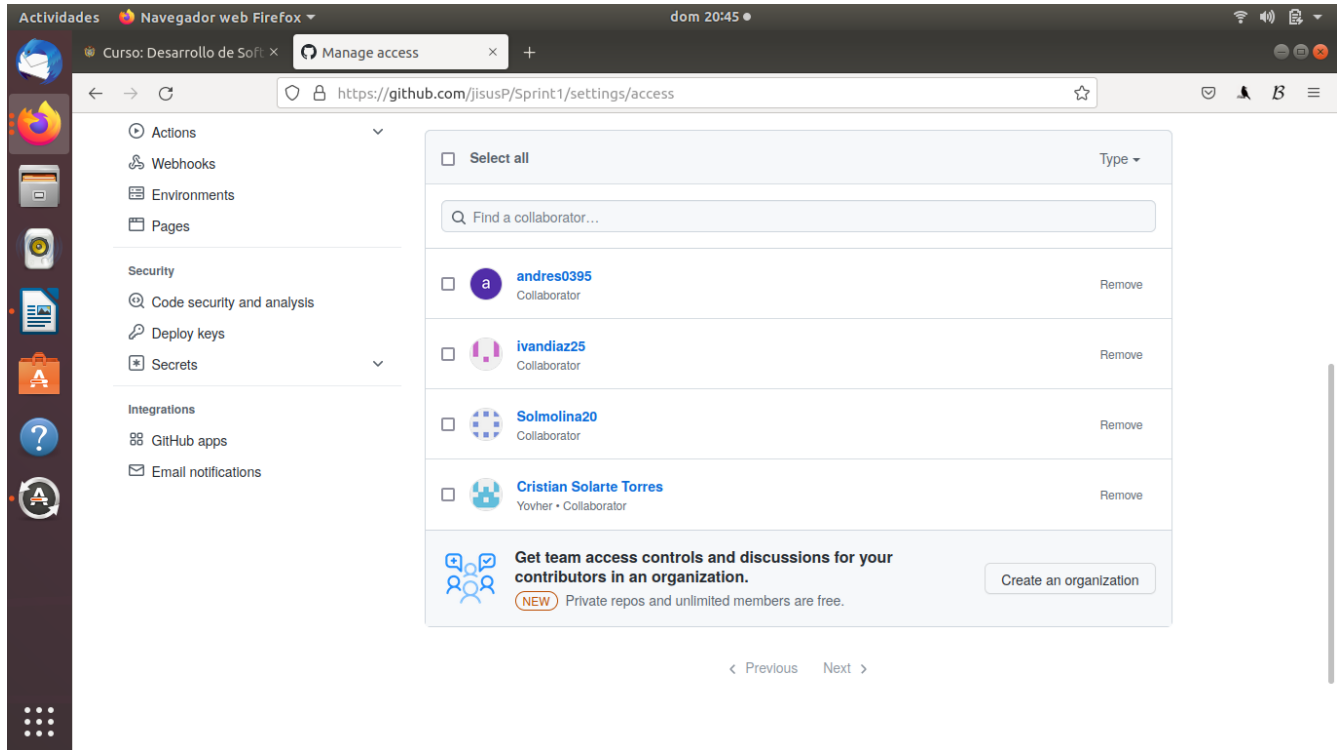 Actividades Navegador web Firefox dom 20:45
Curso: Desarrollo de Soft Manage access
https://github.com/jisusP/Sprint1/settings/access
Actions
Webhooks
Environments
Pages
Security
Code security and analysis
Deploy keys
Secrets
Integrations
GitHub apps
Email notifications
Select all Type
Find a collaborator…
a
andres0395
Collaborator
Remove
ivandiaz25
Collaborator
Remove
Solmolina20
Collaborator
Remove
Cristian Solarte Torres
Yovher • Collaborator
Remove
Get team access controls and discussions for your
contributors in an organization.
NEW Private repos and unlimited members are free.
Create an organization
Previous Next